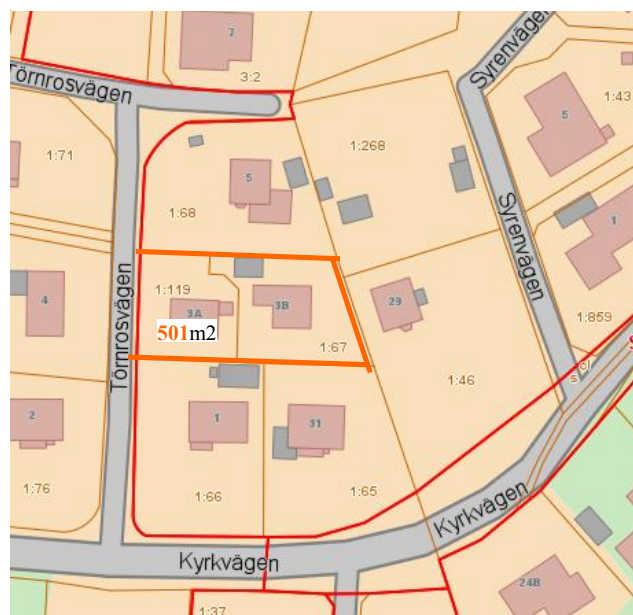 7
Törnrosvägen
3:2
Syrenvägen
1:43
5
1:71
1:268
5
1:68
Syrenvägen
1
Törnrosvägen
4
1:119
3A
3B
29
501m2
1:67
1:859
1:46
cl
s
2
1
31
1:76
1:66
1:65
Kyrkvägen
Kyrkvägen
24B
1:37